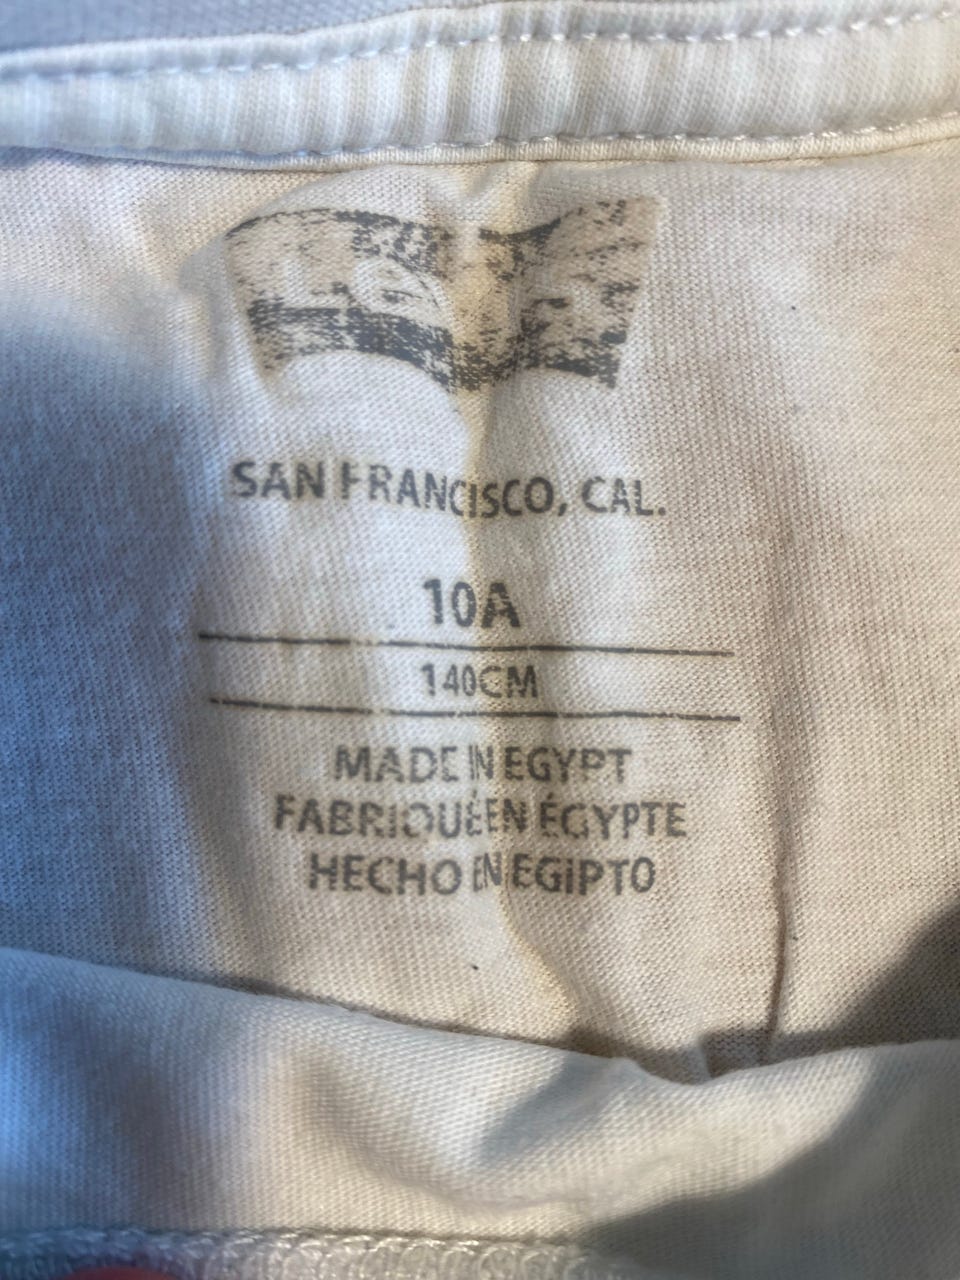 SAN FRANCISCO, CAL.
10A
140CM
MADE IN EGYPT
FABRIQUÉ EN ÉGYPTE
HECHO EN EGIPTO